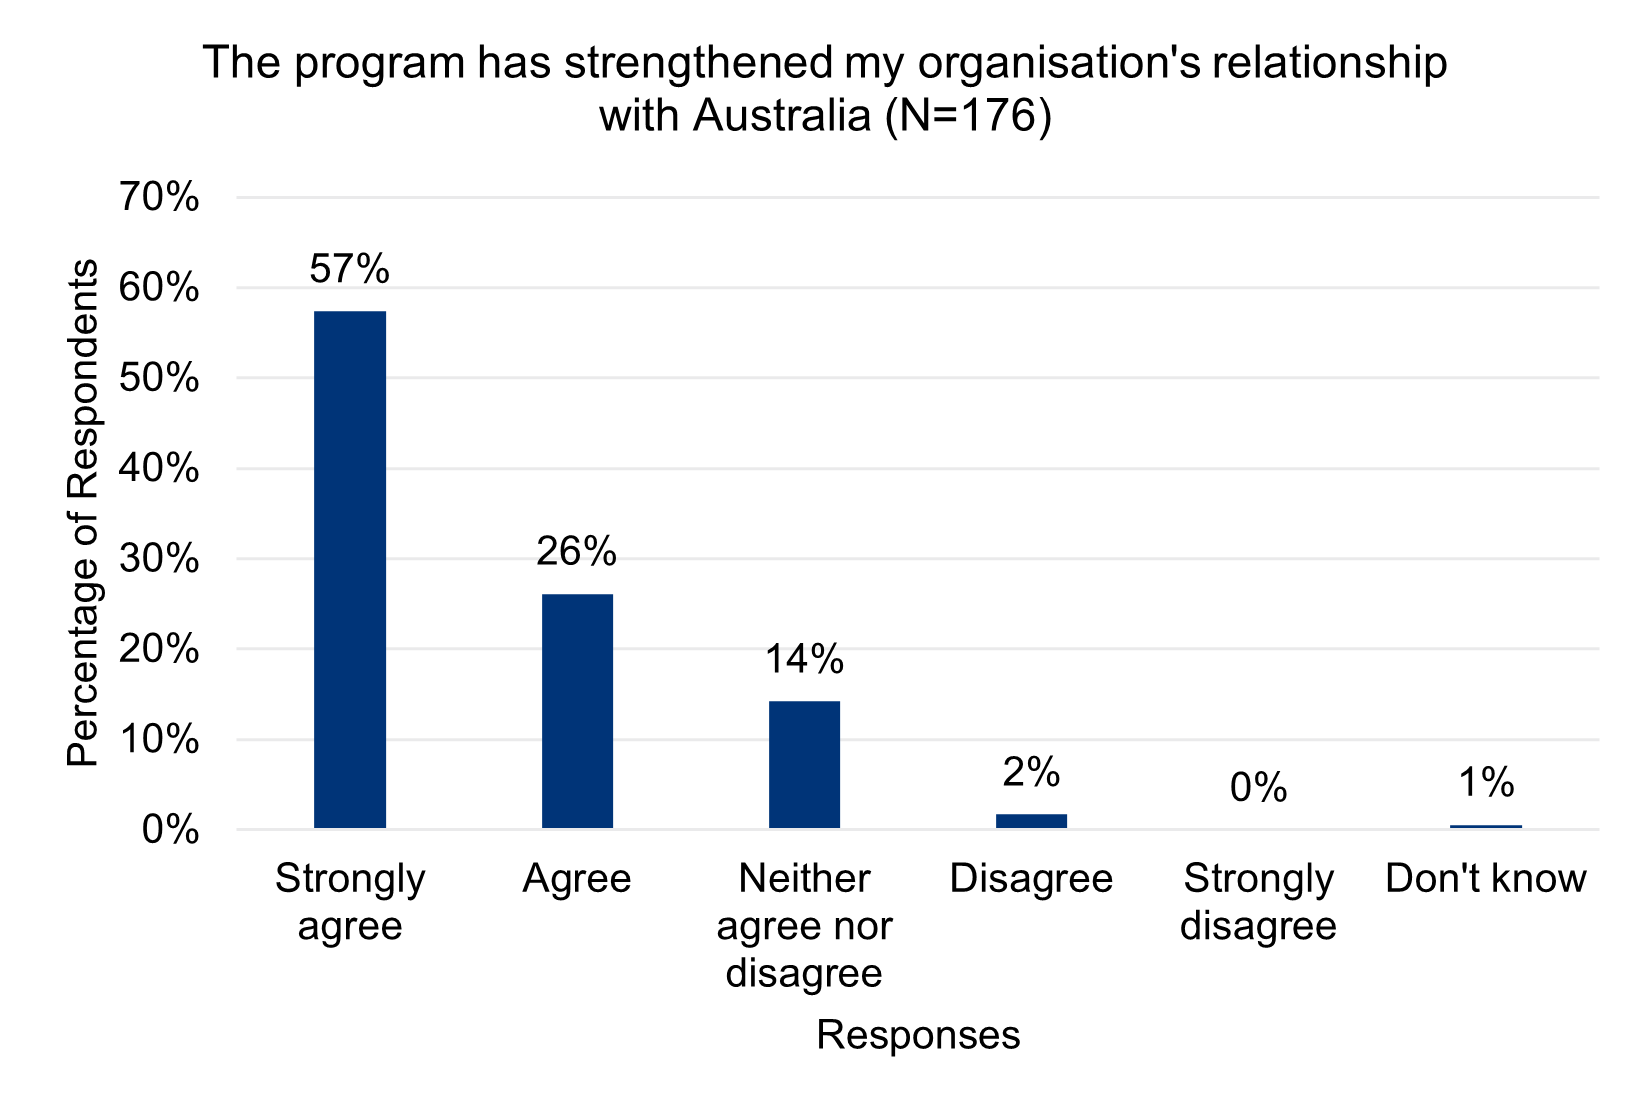 The program has strengthened my organisation's relationship
with Australia (N=176)
Percentage of Respondents
70%
60%
50%
40%
30%
20%
10%
0%
57%
26%
14%
2%
0%
1%
Strongly
agree
Agree
Neither
agree nor
disagree
Disagree
Strongly
disagree
Don't know
Responses